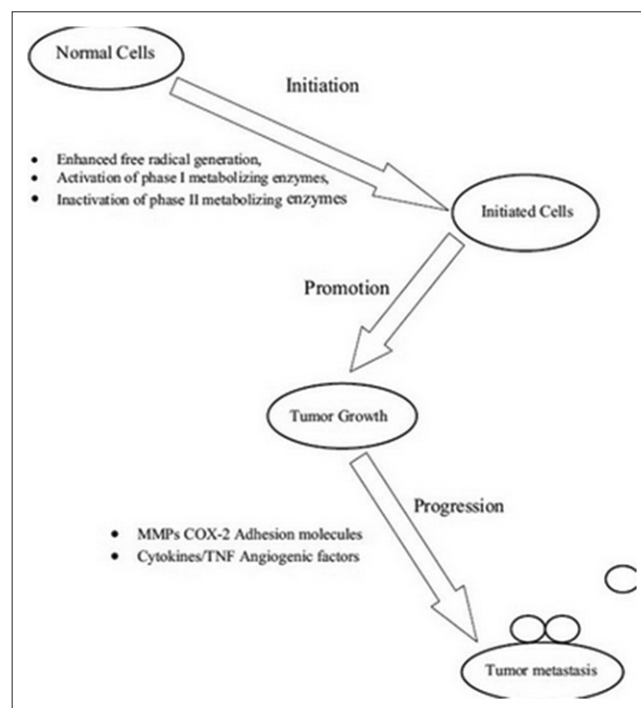 Normal Cells
Initiation
• Enhanced free radical generation,
• Activation of phase I metabolizing enzymes,
• Inactivation of phase II metabolizing enzymes
Initiated Cells
Promotion
Tumor Growth
Progression
• MMPs COX-2 Adhesion molecules
• Cytokines/TNF Angiogenic factors
Tumor metastasis